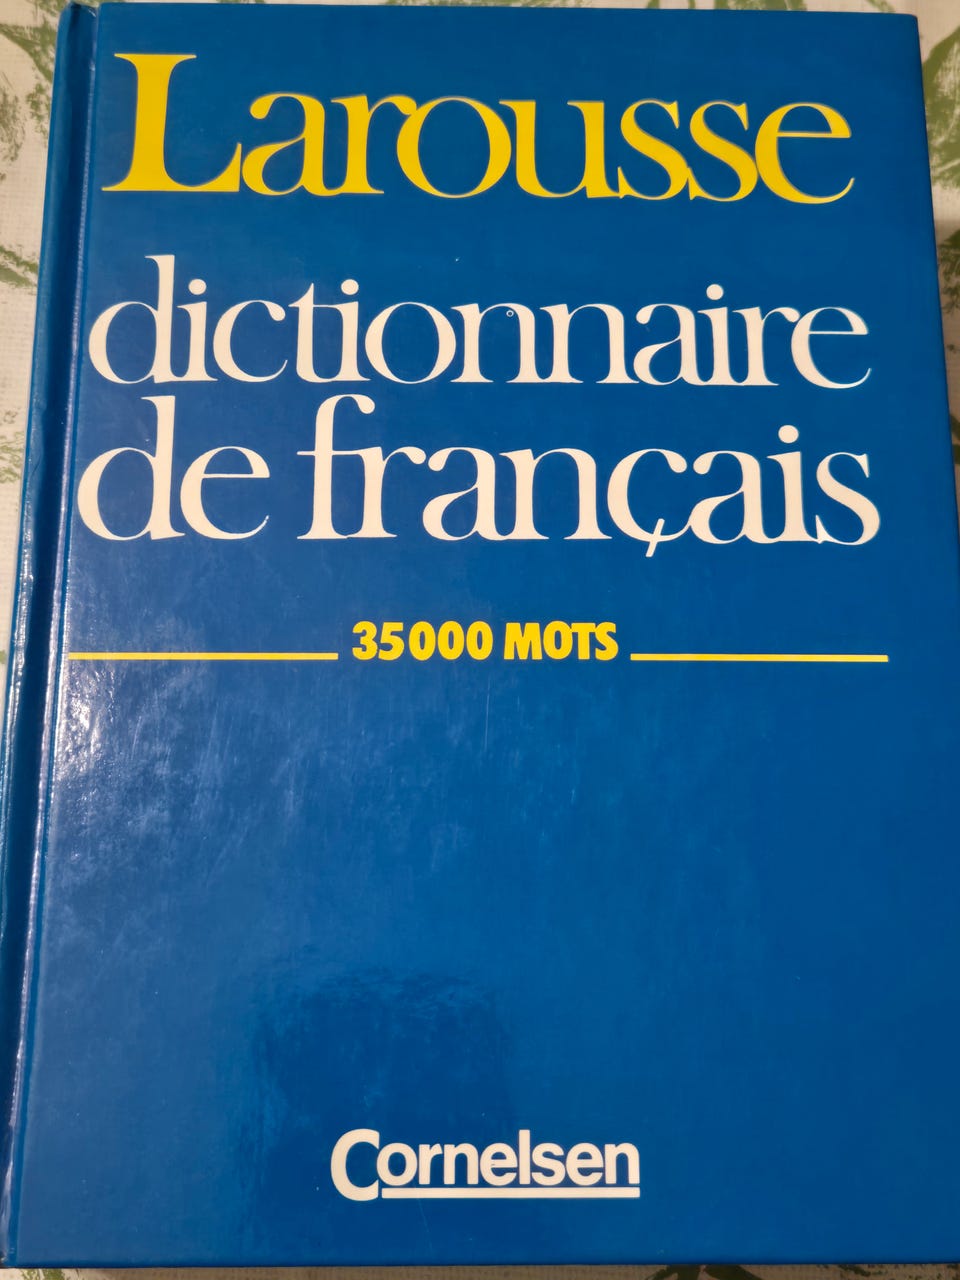 Larousse
dictionnaire
de français
35000 MOTS
Cornelsen